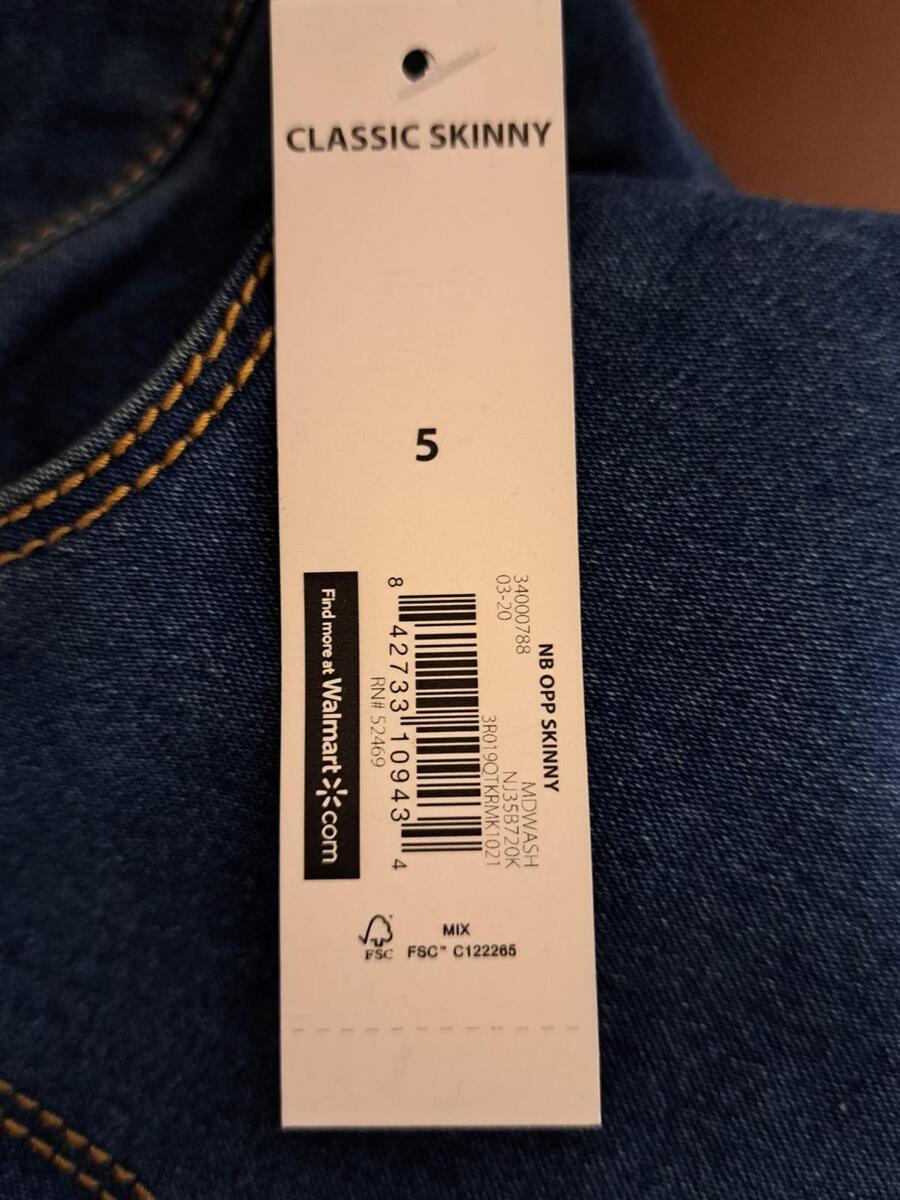 CLASSIC SKINNY
5
NB OPP SKINNY
34000788
MDWASH
03-20
NJ35B720K
3R019QTKRMK1021
8 42733 10943 4
RN# 52469
Find more at Walmart com
FSC
MIX
FSC™ C122265